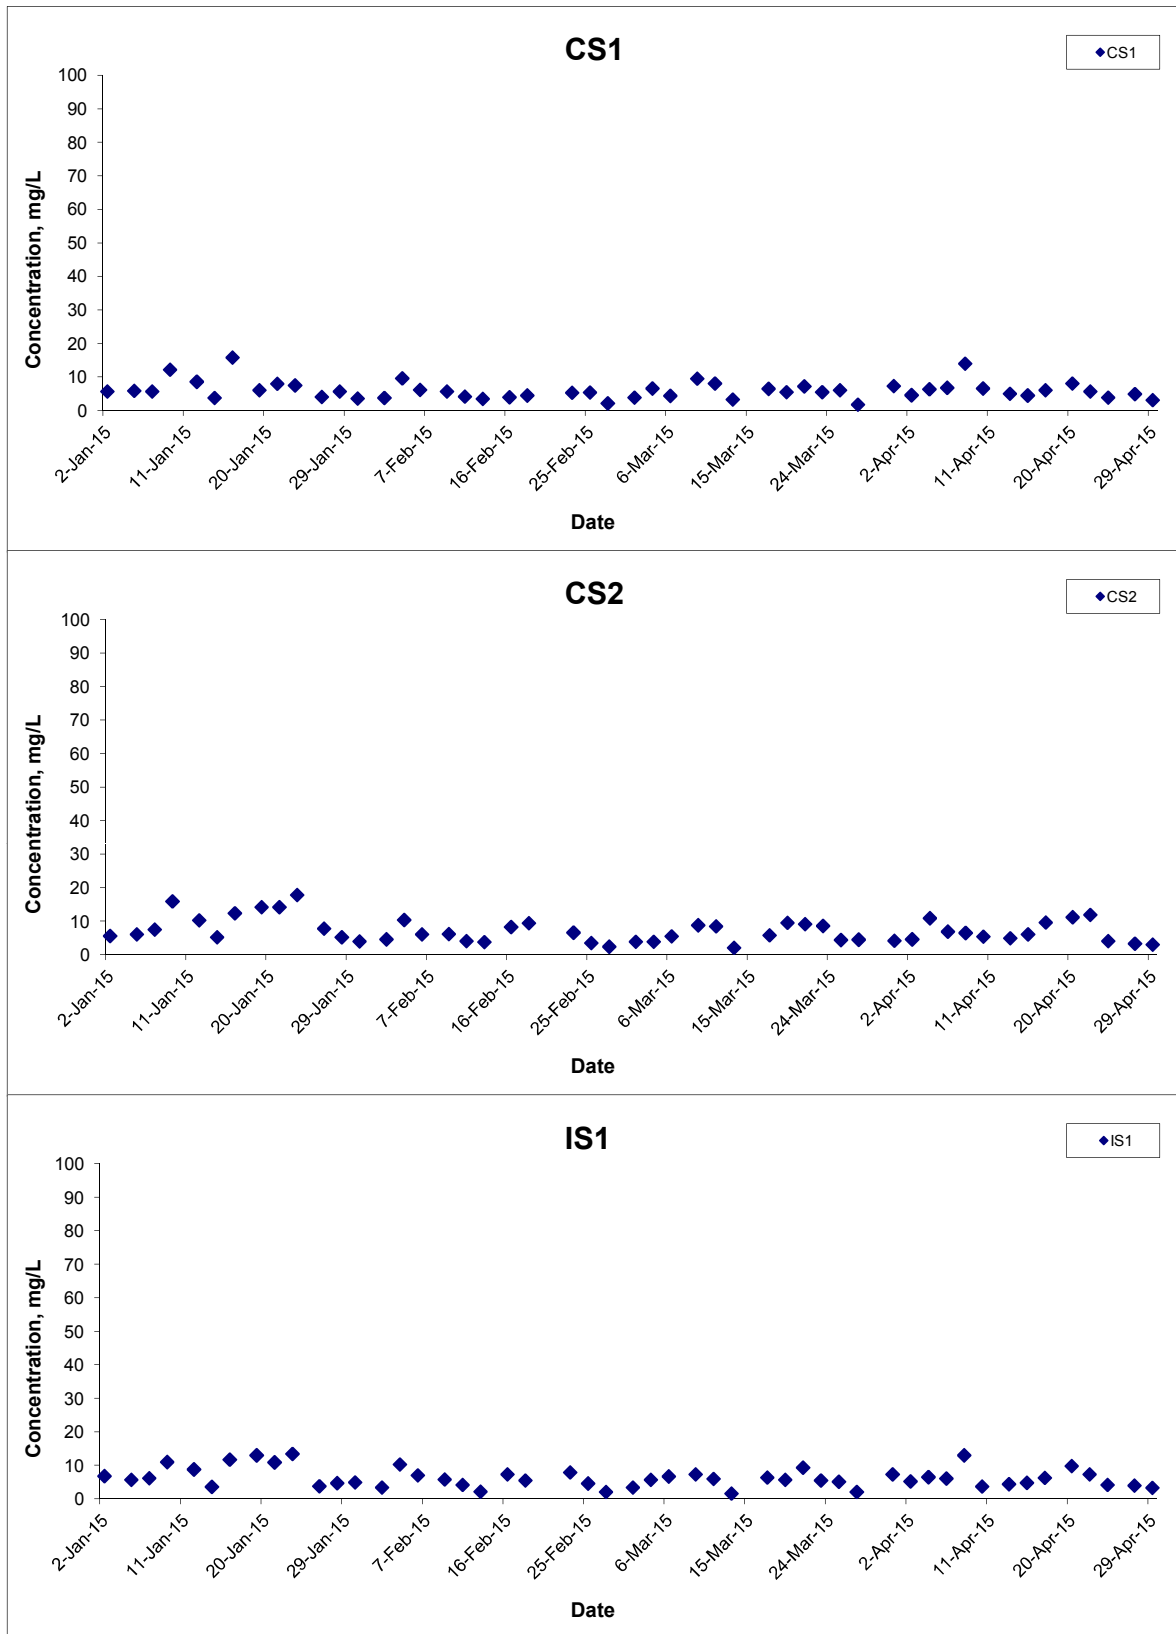 CS1
CS1
100
90
80
70
60
50
40
30
20
10
0
Concentration, mg/L
2-Jan-15
11-Jan-15
20-Jan-15
29-Jan-15
7-Feb-15
16-Feb-15
25-Feb-15
6-Mar-15
15-Mar-15
24-Mar-15
2-Apr-15
11-Apr-15
20-Apr-15
29-Apr-15
Date
CS2
CS2
100
90
80
70
60
50
40
30
20
10
0
Concentration, mg/L
2-Jan-15
11-Jan-15
20-Jan-15
29-Jan-15
7-Feb-15
16-Feb-15
25-Feb-15
6-Mar-15
15-Mar-15
24-Mar-15
2-Apr-15
11-Apr-15
20-Apr-15
29-Apr-15
Date
IS1
IS1
100
90
80
70
60
50
40
30
20
10
0
Concentration, mg/L
2-Jan-15
11-Jan-15
20-Jan-15
29-Jan-15
7-Feb-15
16-Feb-15
25-Feb-15
6-Mar-15
15-Mar-15
24-Mar-15
2-Apr-15
11-Apr-15
20-Apr-15
29-Apr-15
Date